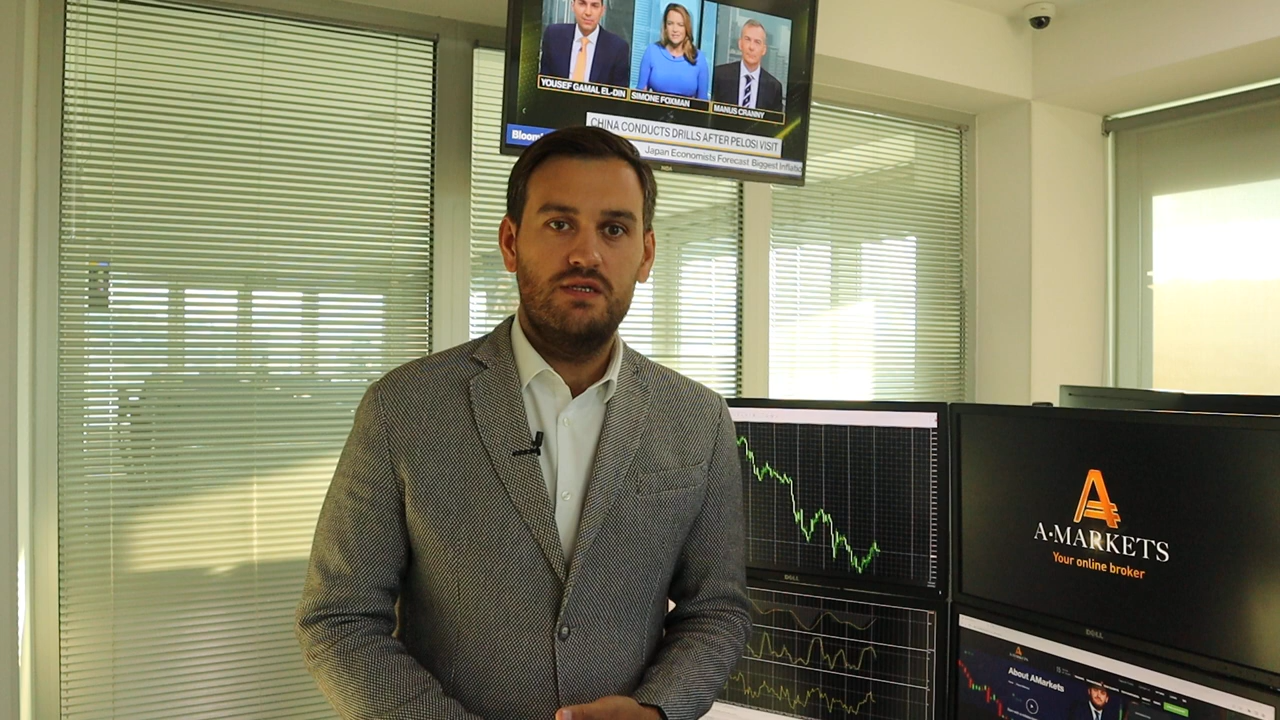 YOUSEF GAMAL EL-DIN
SIMONE FOXMAN
MANUS CRANNY
CHINA CONDUCTS DRILLS AFTER PELOSI VISIT
Japan Economists Forecast Biggest
A·MARKETS
Your online broker
DELL
DELL
About AMarkets